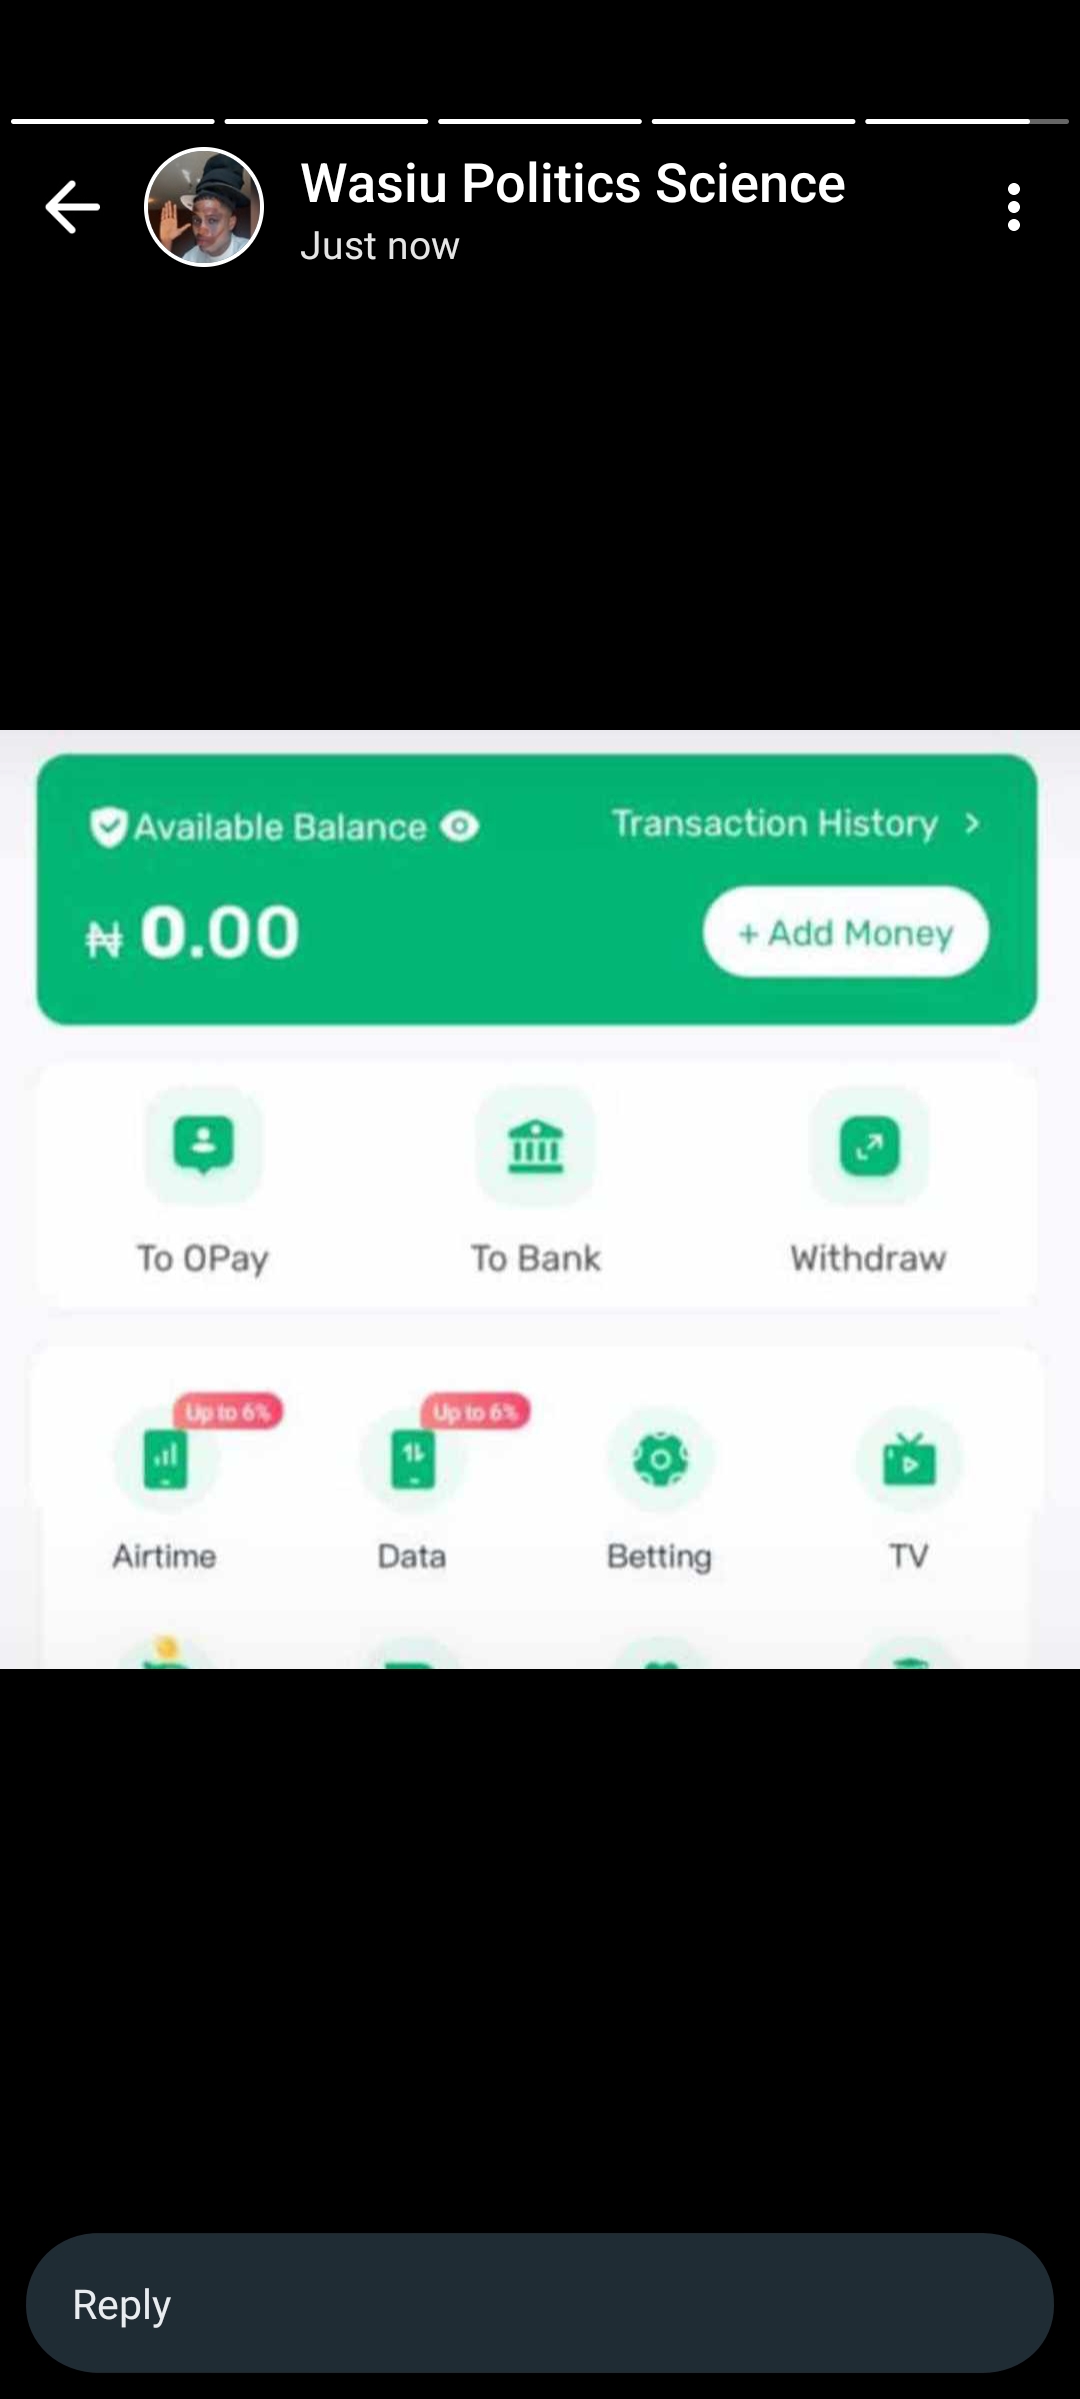 Wasiu Politics Science
Just now
Available Balance
Transaction History >
₦ 0.00
+ Add Money
To OPay
To Bank
Withdraw
Up to 6%
Up to 6%
Airtime
Data
Betting
TV
Reply